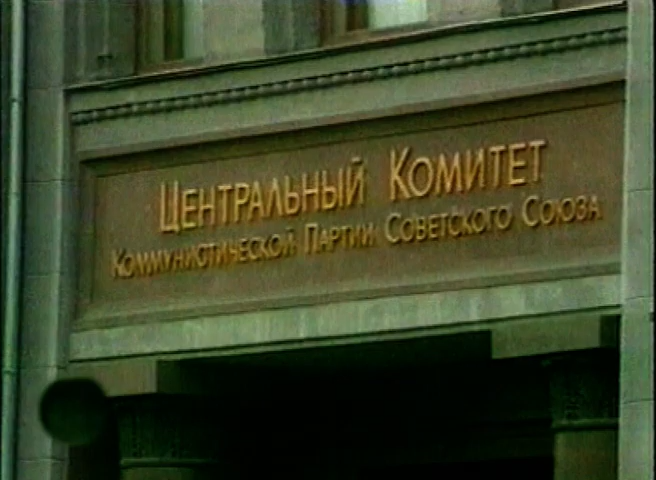 Центральный Комитет
Коммунистической Партии Советского Союза